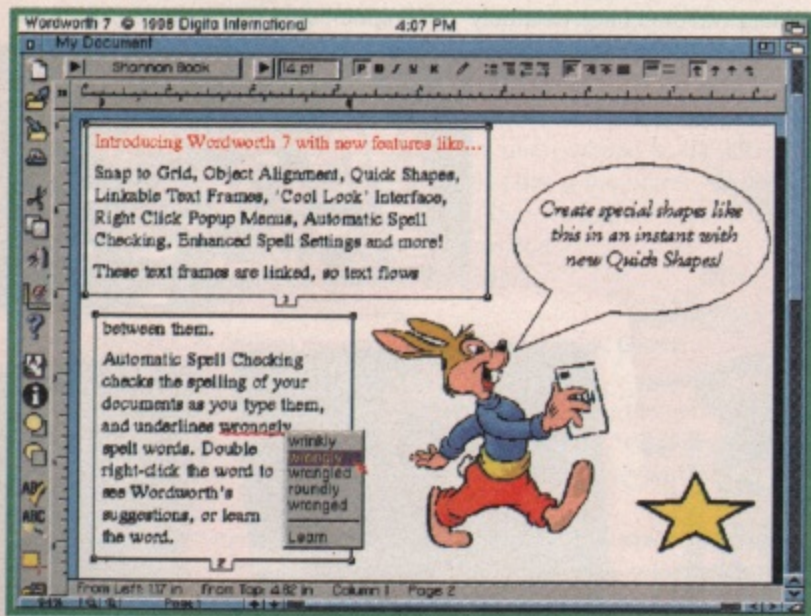 Wordworth 7 © 1998 Digita International 4:07 PM
My Document
Shannon Book 14 pt
Introducing Wordworth 7 with new features like...
Snap to Grid, Object Alignment, Quick Shapes,
Linkable Text Frames, 'Cool Look' Interface,
Right Click Popup Menus, Automatic Spell
Checking, Enhanced Spell Settings and more!
These text frames are linked, so text flows
1
Create special shapes like
this in an instant with
new Quick Shapes!
between them.
Automatic Spell Checking
checks the spelling of your
documents as you type them,
and underlines wronngly
spelt words. Double
right-click the word to
see Wordworth's
suggestions, or learn
the word.
2
wrinkly
wrongly
wrangled
roundly
wronged
Learn
ABC
From Left: 1.17 in From Top: 4.82 in Column 1 Page 2
Page 1